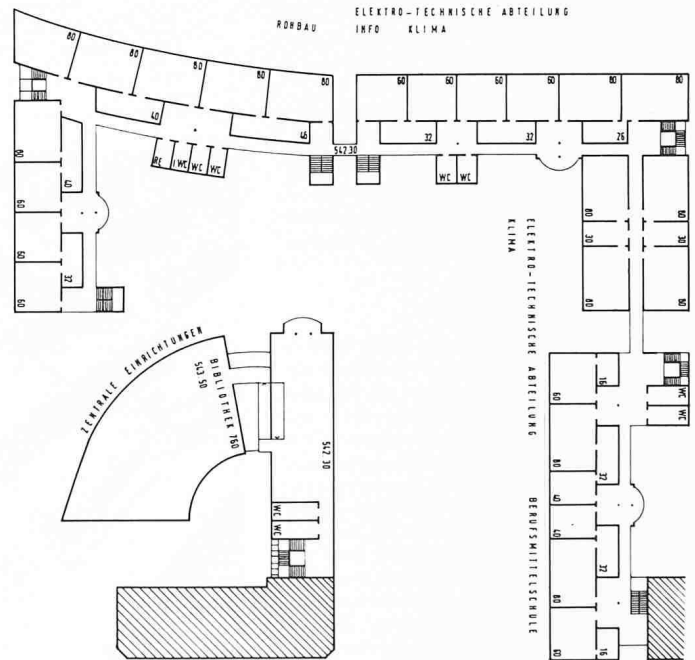 ROHBAU
ELEKTRO-TECHNISCHE ABTEILUNG
INFO KLIMA
80
80
80
80
80
60
60
60
80
80
40
46
32
32
26
542.30
RE
WC
WC
WC
WC
WC
60
60
60
60
40
32
80
30
80
80
30
80
ELEKTRO-TECHNISCHE ABTEILUNG
KLIMA
ZENTRALE EINRICHTUNGEN
BIBLIOTHEK 760
543.50
542.30
WC
WC
16
60
80
40
40
80
60
32
32
16
WC
WC
BERUFSMITTELSCHULE